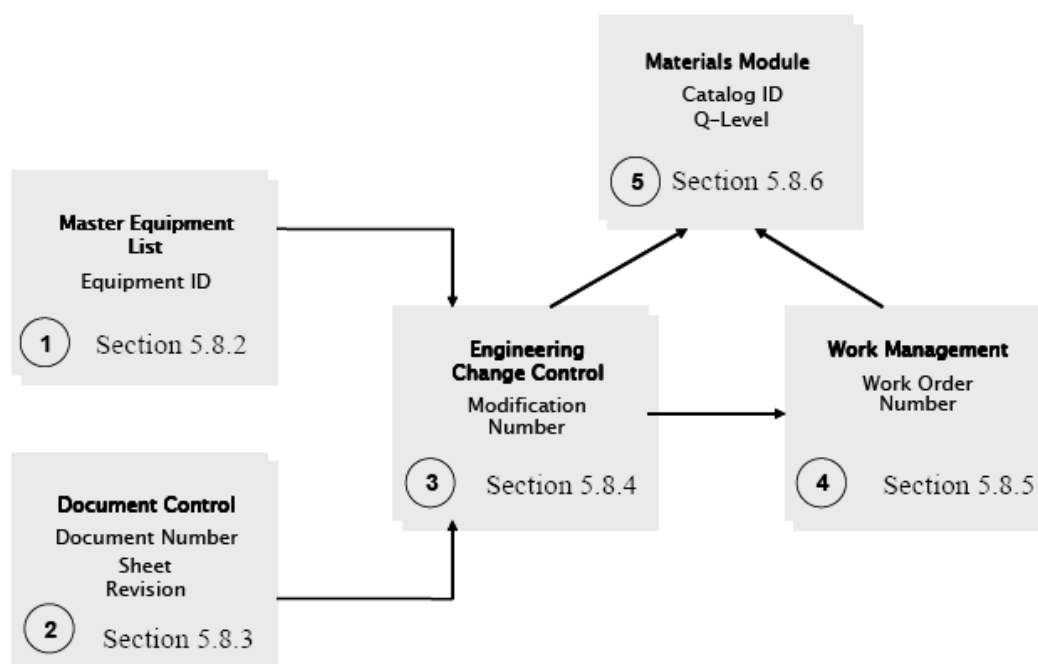 Materials Module
Catalog ID
Q-Level
5 Section 5.8.6
Master Equipment
List
Equipment ID
1 Section 5.8.2
Engineering
Change Control
Modification
Number
3 Section 5.8.4
Work Management
Work Order
Number
4 Section 5.8.5
Document Control
Document Number
Sheet
Revision
2 Section 5.8.3